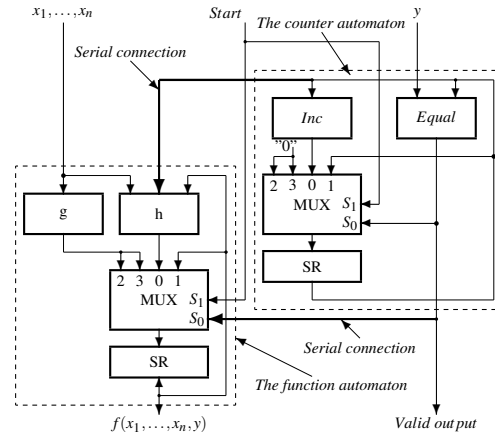 x₁,...,xₙ
Start
y
The counter automaton
Serial connection
Inc
Equal
"0"
2 3 0 1
MUX
S₁
S₀
g
h
SR
2 3 0 1
MUX
S₁
S₀
SR
Serial connection
The function automaton
f(x₁,...,xₙ,y)
Valid output